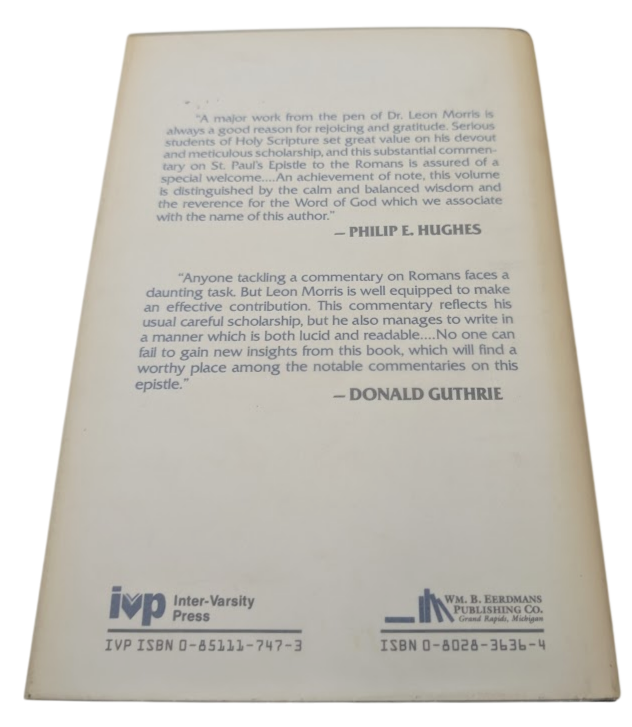 "A major work from the pen of Dr. Leon Morris is
always a good reason for rejoicing and gratitude. Serious
students of Holy Scripture set great value on his devout
and meticulous scholarship, and this substantial commen-
tary on St. Paul's Epistle to the Romans is assured of a
special welcome....An achievement of note, this volume
is distinguished by the calm and balanced wisdom and
the reverence for the Word of God which we associate
with the name of this author."
— PHILIP E. HUGHES
"Anyone tackling a commentary on Romans faces a
daunting task. But Leon Morris is well equipped to make
an effective contribution. This commentary reflects his
usual careful scholarship, but he also manages to write in
a manner which is both lucid and readable....No one can
fail to gain new insights from this book, which will find a
worthy place among the notable commentaries on this
epistle."
— DONALD GUTHRIE
ivp Inter-Varsity
Press
IVP ISBN 0-85111-747-3
WM. B. EERDMANS
PUBLISHING CO.
Grand Rapids, Michigan
ISBN 0-8028-3636-4